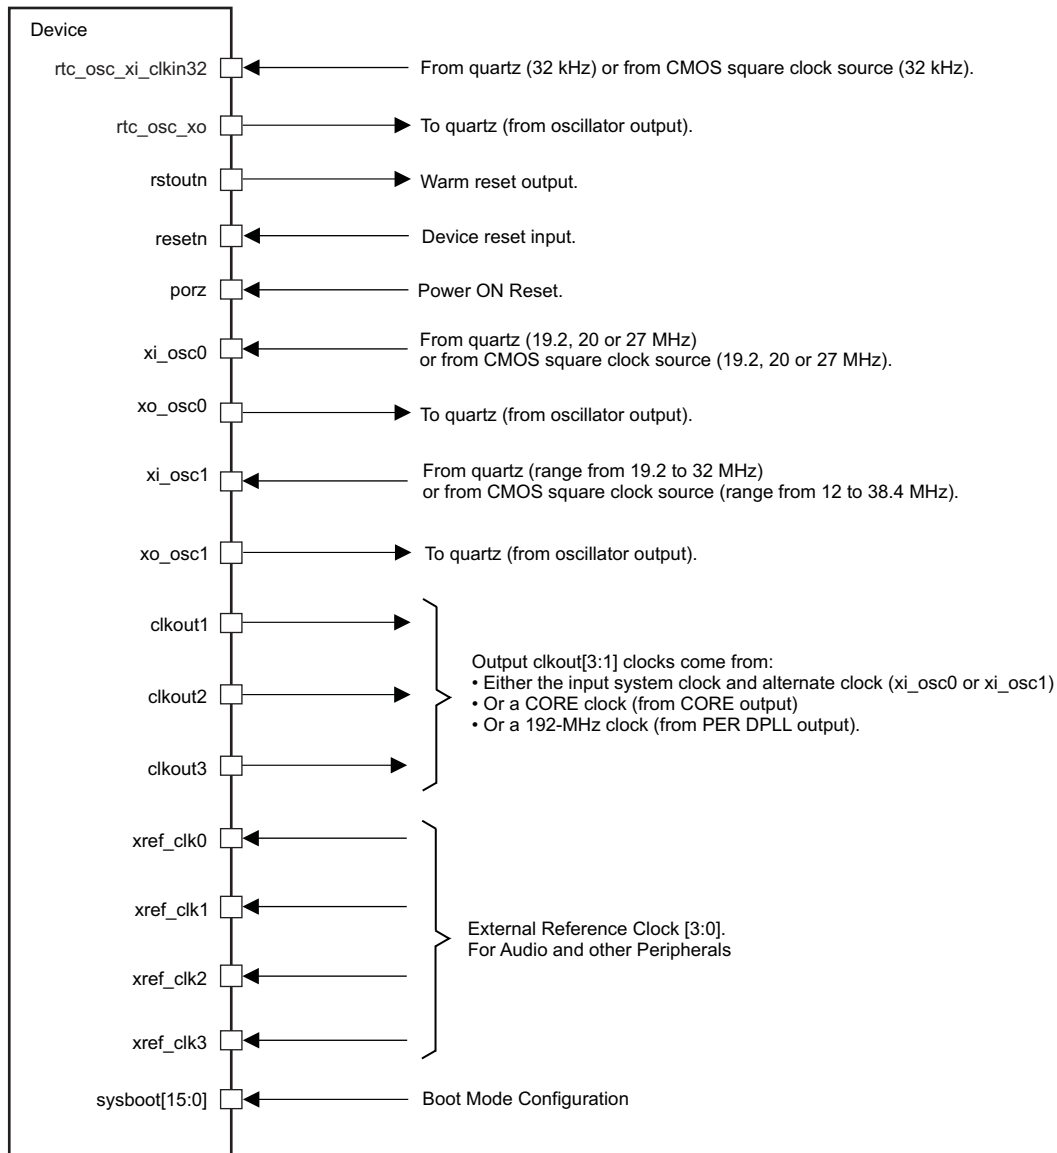 Device
rtc_osc_xi_clkin32
From quartz (32 kHz) or from CMOS square clock source (32 kHz).
rtc_osc_xo
To quartz (from oscillator output).
rstoutn
Warm reset output.
resetn
Device reset input.
porz
Power ON Reset.
xi_osc0
From quartz (19.2, 20 or 27 MHz)
or from CMOS square clock source (19.2, 20 or 27 MHz).
xo_osc0
To quartz (from oscillator output).
xi_osc1
From quartz (range from 19.2 to 32 MHz)
or from CMOS square clock source (range from 12 to 38.4 MHz).
xo_osc1
To quartz (from oscillator output).
clkout1
clkout2
clkout3
Output clkout[3:1] clocks come from:
• Either the input system clock and alternate clock (xi_osc0 or xi_osc1)
• Or a CORE clock (from CORE output)
• Or a 192-MHz clock (from PER DPLL output).
xref_clk0
xref_clk1
xref_clk2
xref_clk3
External Reference Clock [3:0].
For Audio and other Peripherals
sysboot[15:0]
Boot Mode Configuration